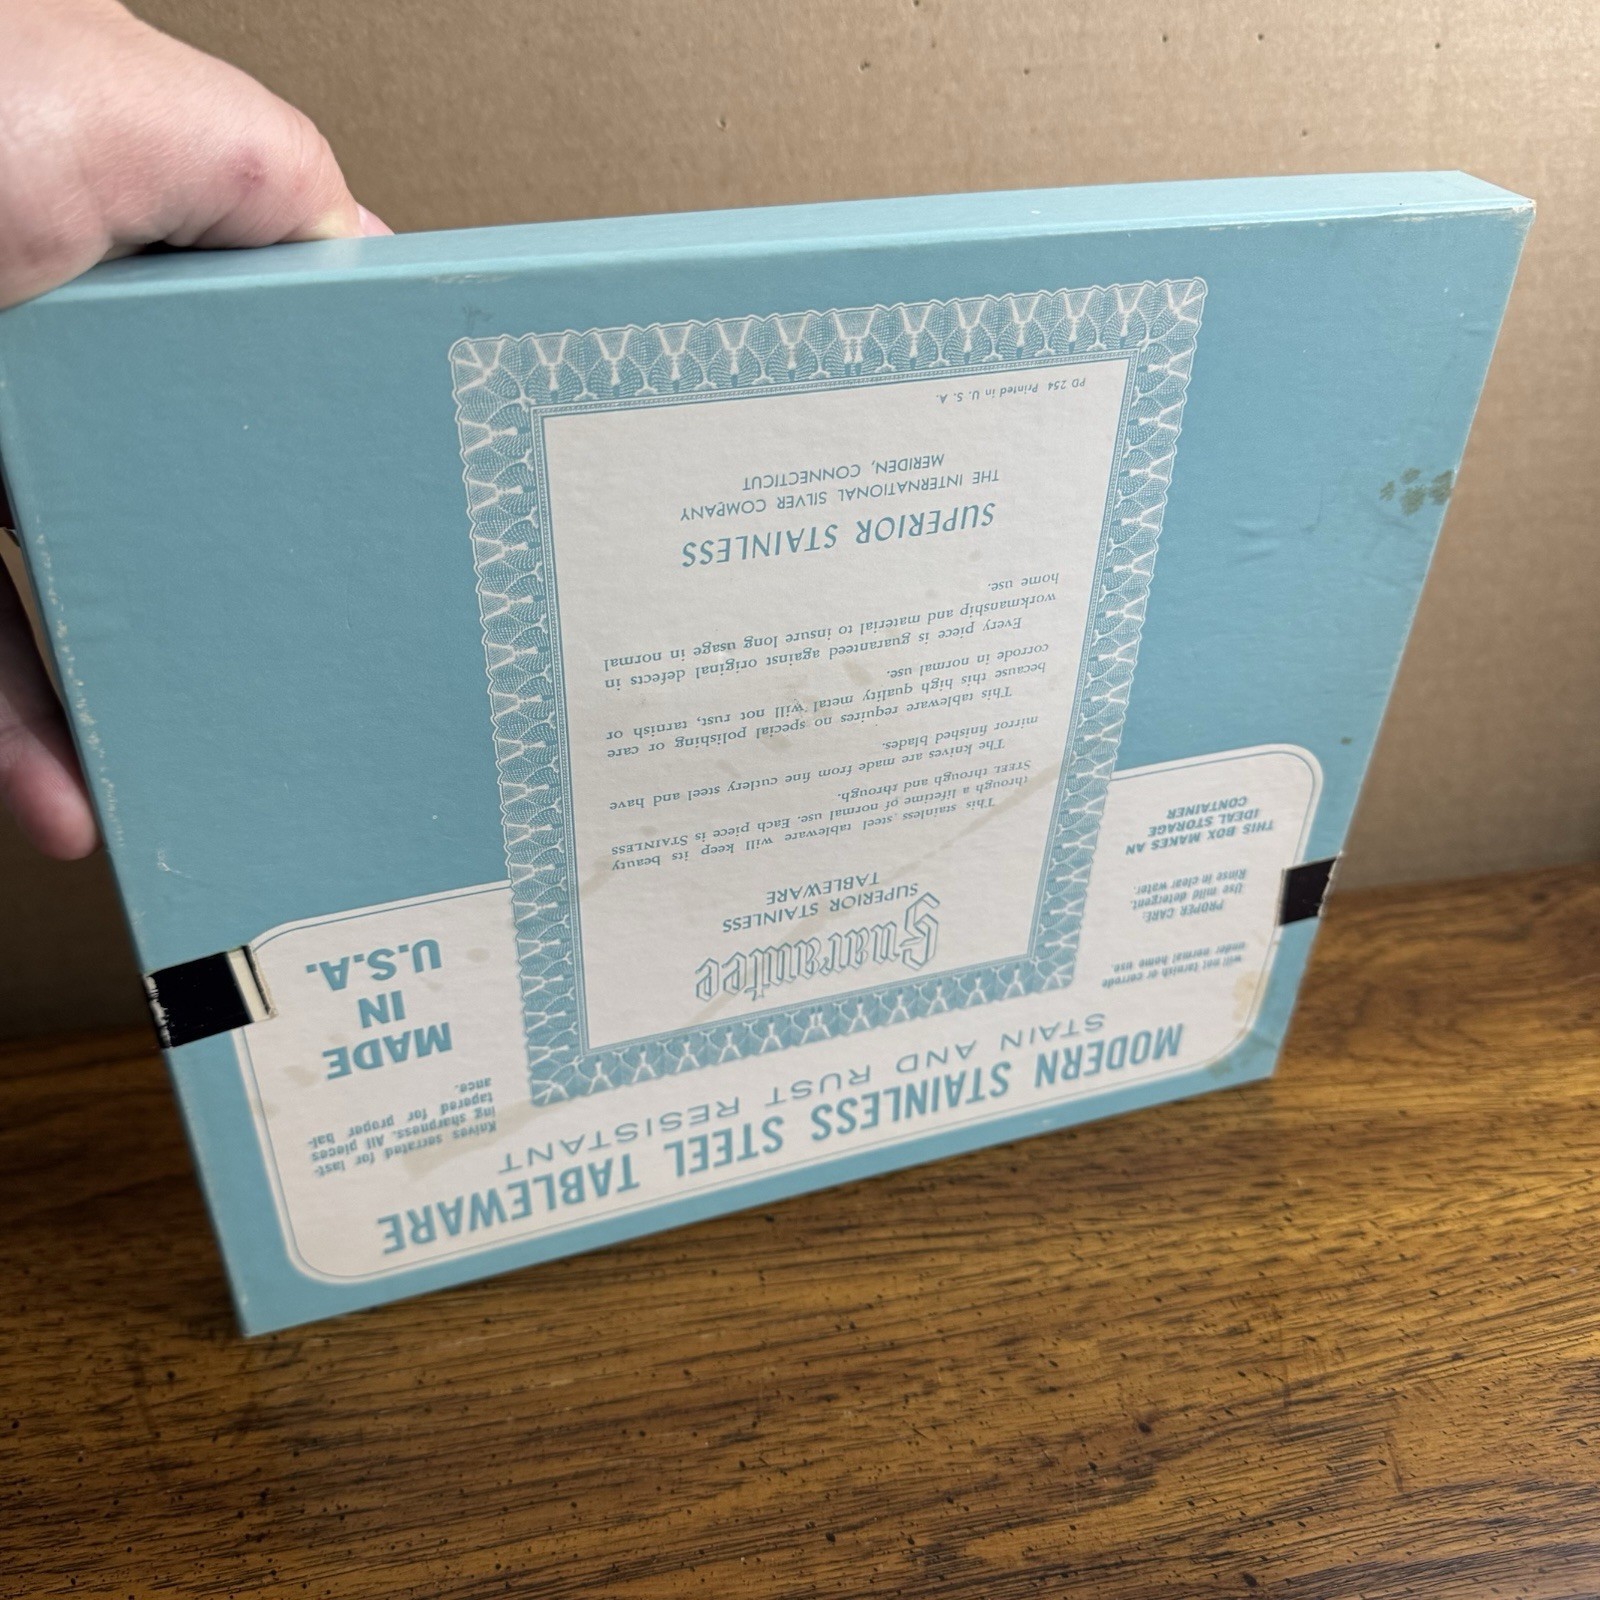 Guarantee
SUPERIOR STAINLESS
TABLEWARE
This stainless steel tableware will keep its beauty
through a lifetime of normal use. Each piece is STAINLESS
STEEL through and through.
The knives are made from fine cutlery steel and have
mirror finished blades.
This tableware requires no special polishing or care
because this high quality metal will not rust, tarnish or
corrode in normal use.
Every piece is guaranteed against original defects in
workmanship and material to insure long usage in normal
home use.
SUPERIOR STAINLESS
THE INTERNATIONAL SILVER COMPANY
MERIDEN, CONNECTICUT
PD 254 Printed in U. S. A.
MODERN STAINLESS STEEL TABLEWARE
STAIN AND RUST RESISTANT
will not tarnish or corrode
under normal home use.
PROPER CARE:
Use mild detergent.
Rinse in clear water.
THIS BOX MAKES AN
IDEAL STORAGE
CONTAINER
Knives serrated for last-
ing sharpness. All pieces
tapered for proper bal-
ance.
MADE
IN
U.S.A.